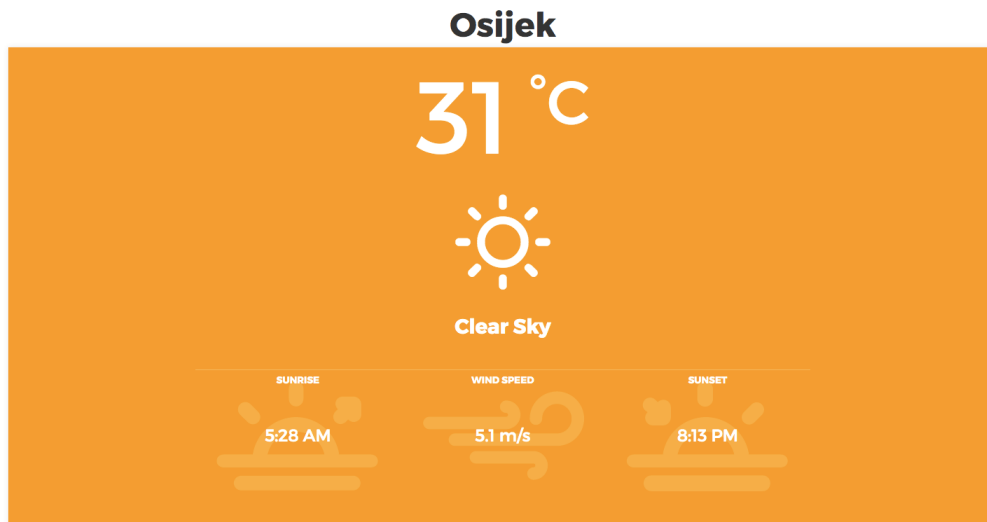 Osijek
31 °C
Clear Sky
SUNRISE WIND SPEED SUNSET
5:28 AM 5.1 m/s 8:13 PM